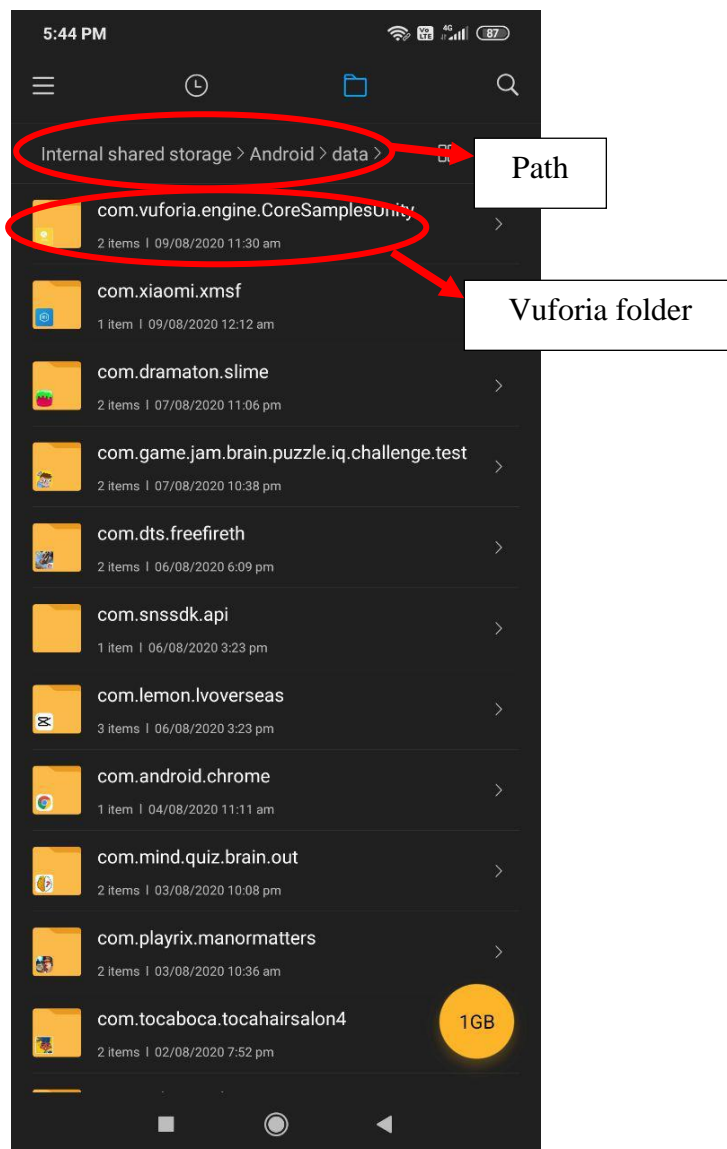 5:44 PM
VO LTE 4G 87
Internal shared storage > Android > data >
Path
com.vuforia.engine.CoreSamplesUnity
2 items | 09/08/2020 11:30 am
Vuforia folder
com.xiaomi.xmsf
1 item | 09/08/2020 12:12 am
com.dramaton.slime
2 items | 07/08/2020 11:06 pm
com.game.jam.brain.puzzle.iq.challenge.test
2 items | 07/08/2020 10:38 pm
com.dts.freefireth
2 items | 06/08/2020 6:09 pm
com.snssdk.api
1 item | 06/08/2020 3:23 pm
com.lemon.lvoverseas
3 items | 06/08/2020 3:23 pm
com.android.chrome
1 item | 04/08/2020 11:11 am
com.mind.quiz.brain.out
2 items | 03/08/2020 10:08 pm
com.playrix.manormatters
2 items | 03/08/2020 10:36 am
com.tocaboca.tocahairsalon4
2 items | 02/08/2020 7:52 pm
1GB